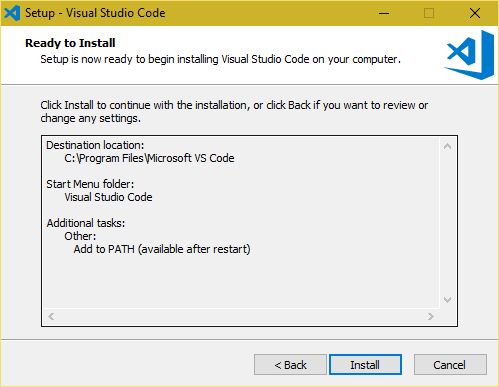 Setup - Visual Studio Code
Ready to Install
Setup is now ready to begin installing Visual Studio Code on your computer.
Click Install to continue with the installation, or click Back if you want to review or
change any settings.
Destination location:
C:\Program Files\Microsoft VS Code
Start Menu folder:
Visual Studio Code
Additional tasks:
Other:
Add to PATH (available after restart)
< Back
Install
Cancel